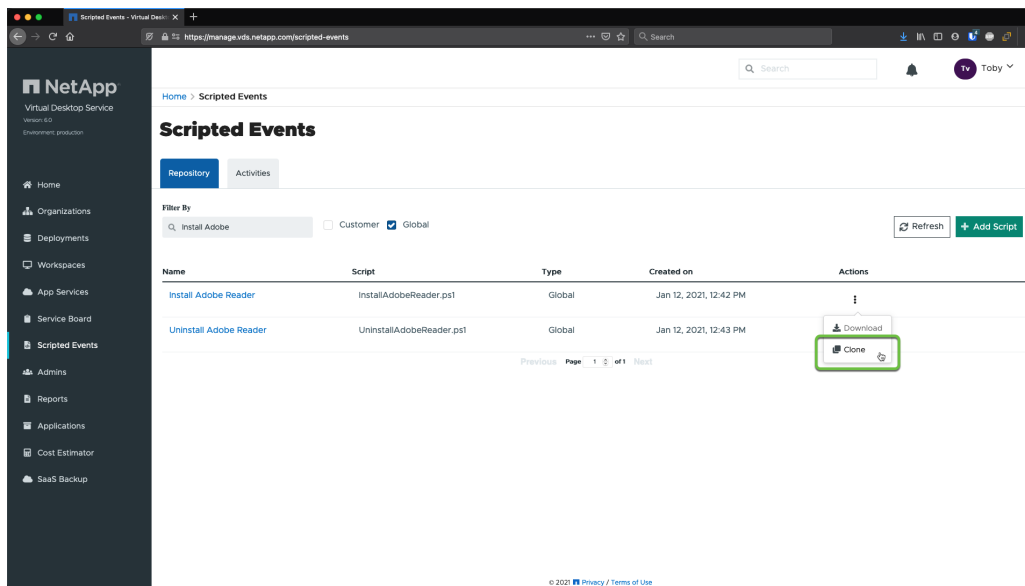 Scripted Events - Virtual Deskt
https://manage.vds.netapp.com/scripted-events
Search
NetApp
Virtual Desktop Service
Version: 6.0
Environment: production
Home
Organizations
Deployments
Workspaces
App Services
Service Board
Scripted Events
Admins
Reports
Applications
Cost Estimator
SaaS Backup
Search
Tv Toby
Home > Scripted Events
Scripted Events
Repository Activities
Filter By
Install Adobe Customer Global Refresh + Add Script
Name Script Type Created on Actions
Install Adobe Reader InstallAdobeReader.ps1 Global Jan 12, 2021, 12:42 PM
Uninstall Adobe Reader UninstallAdobeReader.ps1 Global Jan 12, 2021, 12:43 PM
Download
Clone
Previous Page 1 of 1 Next
© 2021 Privacy / Terms of Use